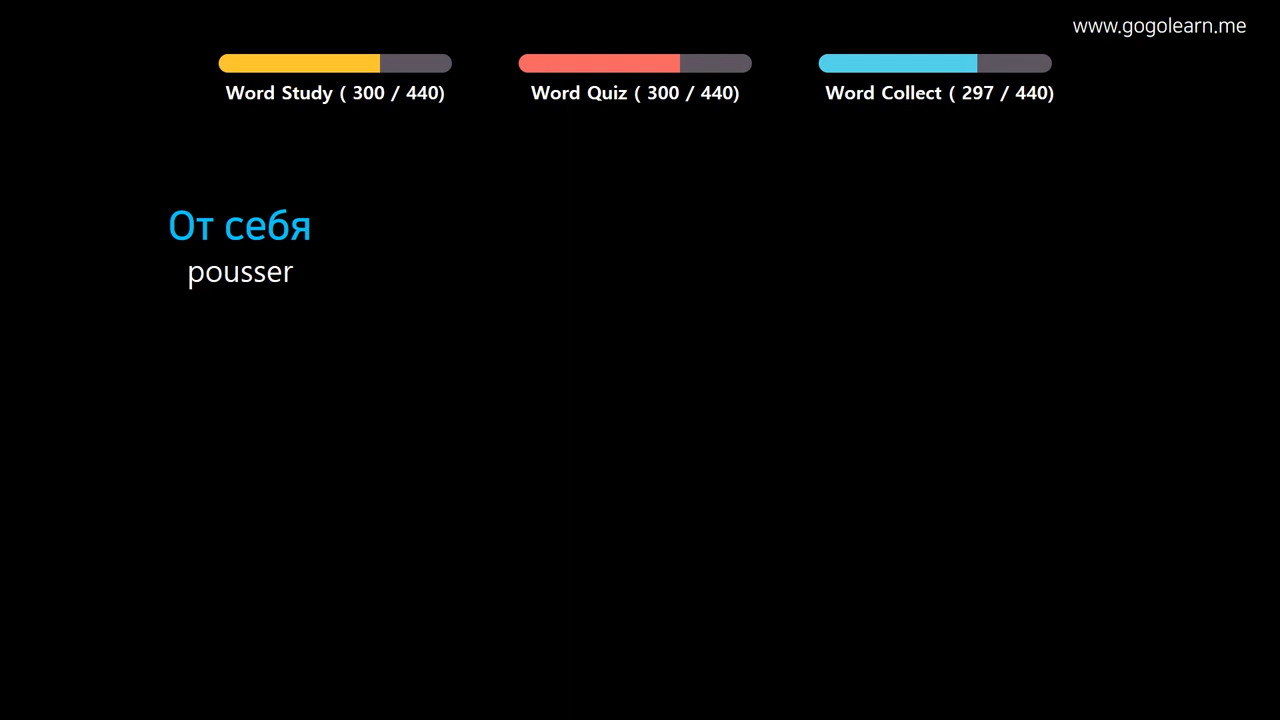 www.gogolearn.me
Word Study ( 300 / 440)
Word Quiz ( 300 / 440)
Word Collect ( 297 / 440)
От себя
pousser